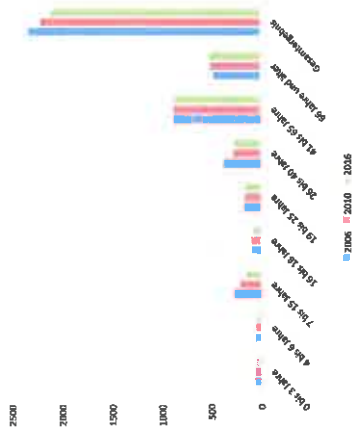 2500
2000
1500
1000
500
0
0 bis 3 Jahre
4 bis 6 Jahre
7 bis 15 Jahre
16 bis 18 Jahre
19 bis 25 Jahre
26 bis 40 Jahre
41 bis 65 Jahre
66 Jahre und älter
Gesamtergebnis
2006 2010 2016